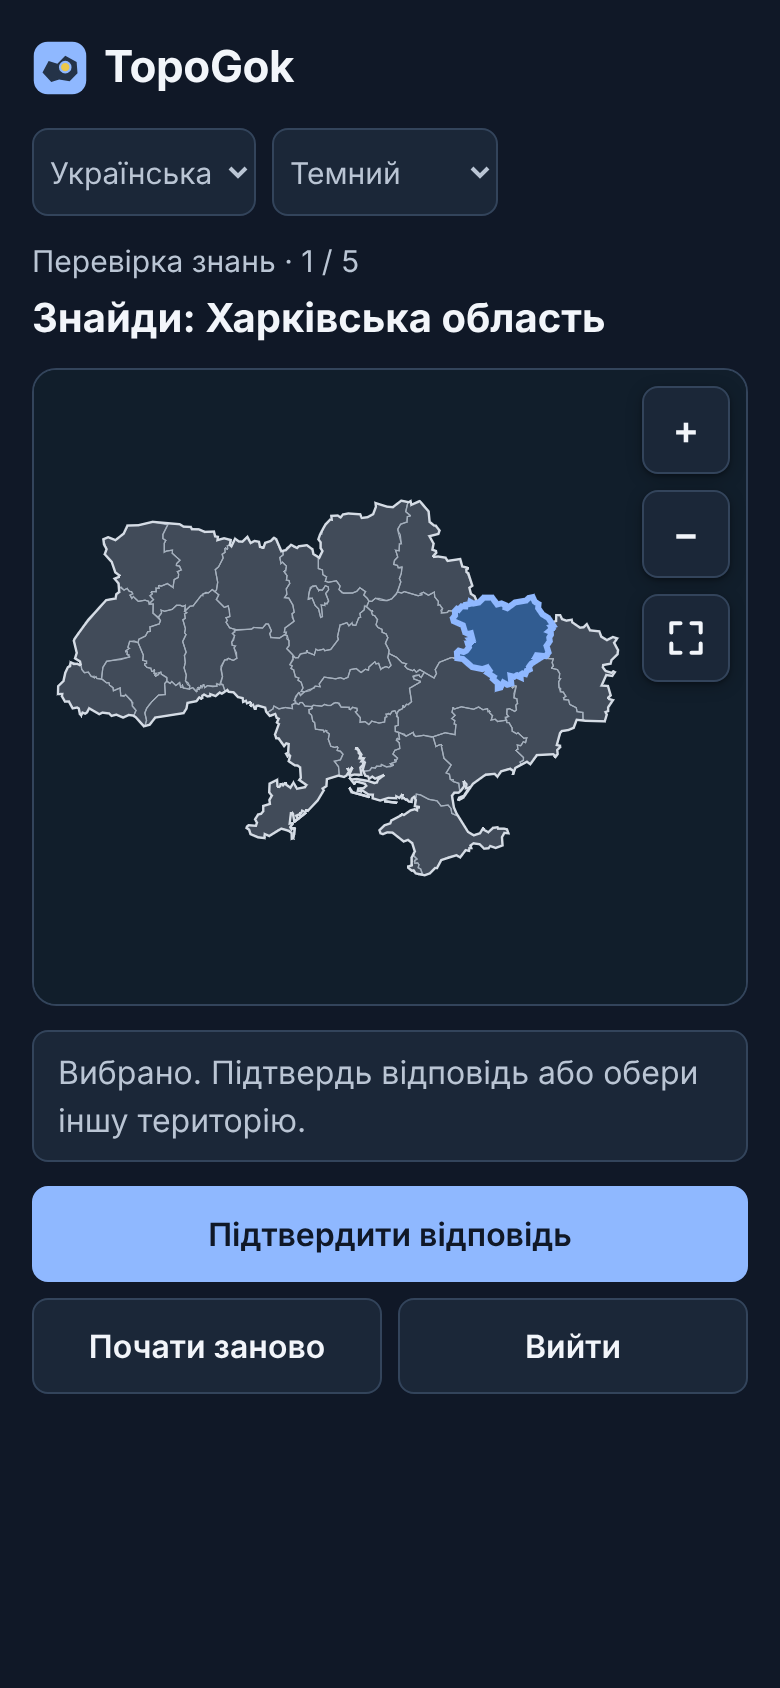 TopoGok
Українська
Темний
Перевірка знань · 1 / 5
Знайди: Харківська область
+
−
Вибрано. Підтвердь відповідь або обери
іншу територію.
Підтвердити відповідь
Почати заново
Вийти